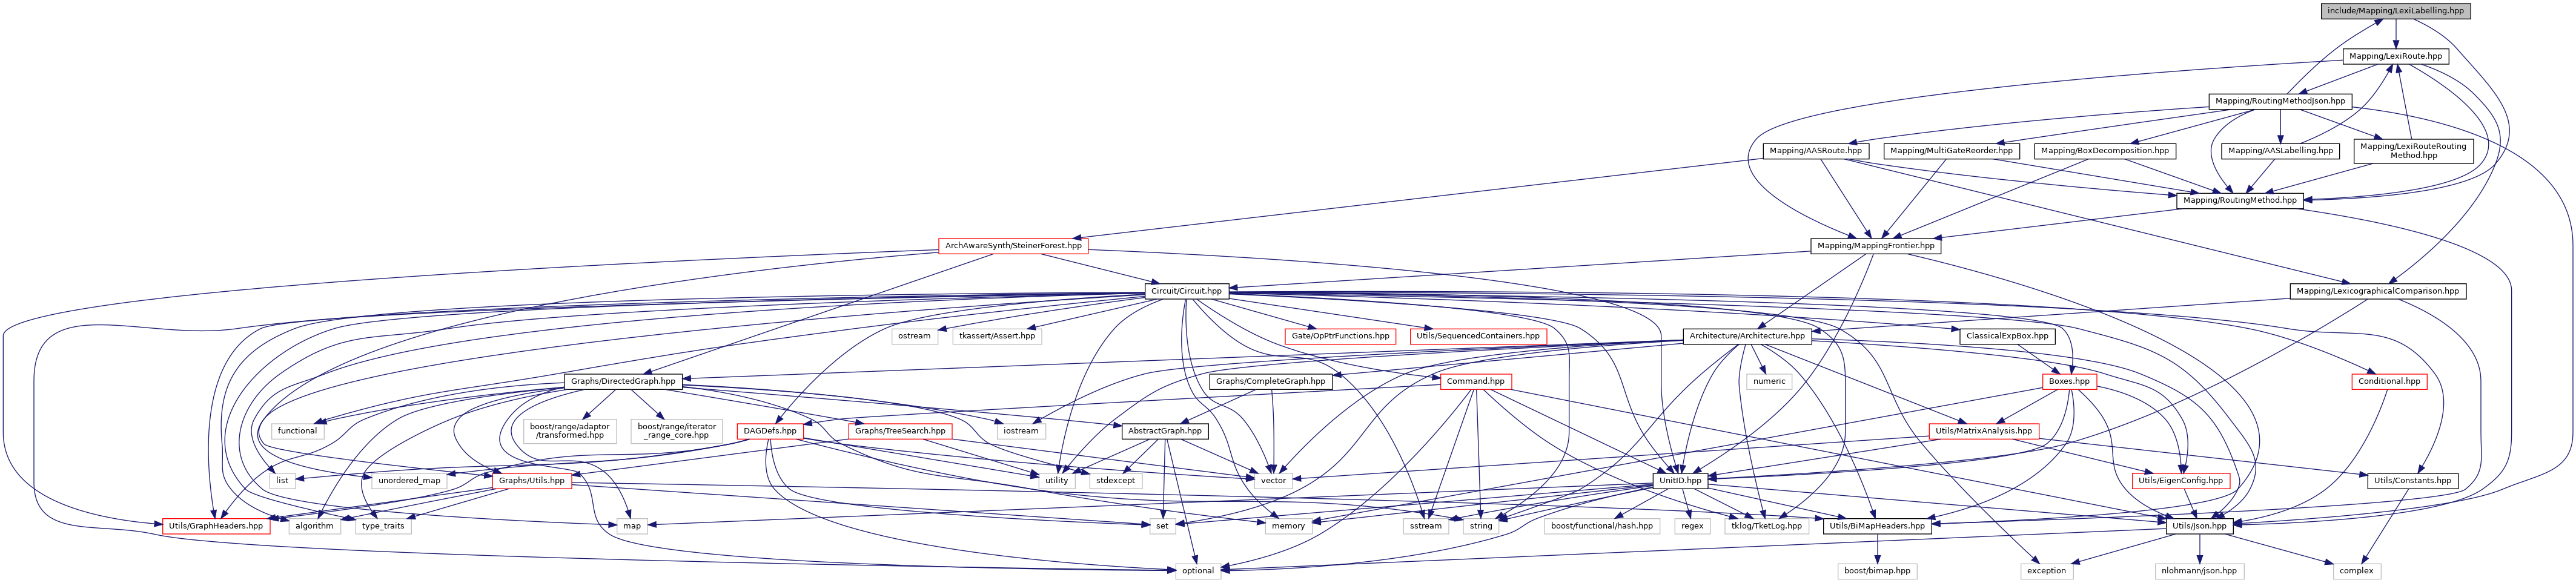 include/Mapping/LexiLabelling.hpp
Mapping/LexiRoute.hpp
Mapping/RoutingMethodJson.hpp
Mapping/AASRoute.hpp
Mapping/MultiGateReorder.hpp
Mapping/BoxDecomposition.hpp
Mapping/AASLabelling.hpp
Mapping/LexiRouteRouting
Method.hpp
Mapping/RoutingMethod.hpp
ArchAwareSynth/SteinerForest.hpp
Mapping/MappingFrontier.hpp
Circuit/Circuit.hpp
Mapping/LexicographicalComparison.hpp
ostream
tkassert/Assert.hpp
Gate/OpPtrFunctions.hpp
Utils/SequencedContainers.hpp
Architecture/Architecture.hpp
ClassicalExpBox.hpp
Graphs/DirectedGraph.hpp
Graphs/CompleteGraph.hpp
Command.hpp
numeric
Boxes.hpp
Conditional.hpp
functional
boost/range/adaptor
/transformed.hpp
boost/range/iterator
_range_core.hpp
DAGDefs.hpp
Graphs/TreeSearch.hpp
iostream
AbstractGraph.hpp
Utils/MatrixAnalysis.hpp
list
unordered_map
Graphs/Utils.hpp
utility
stdexcept
vector
UnitID.hpp
Utils/EigenConfig.hpp
Utils/Constants.hpp
Utils/GraphHeaders.hpp
algorithm
type_traits
map
set
memory
sstream
string
boost/functional/hash.hpp
regex
tklog/TketLog.hpp
Utils/BiMapHeaders.hpp
Utils/Json.hpp
optional
boost/bimap.hpp
exception
nlohmann/json.hpp
complex